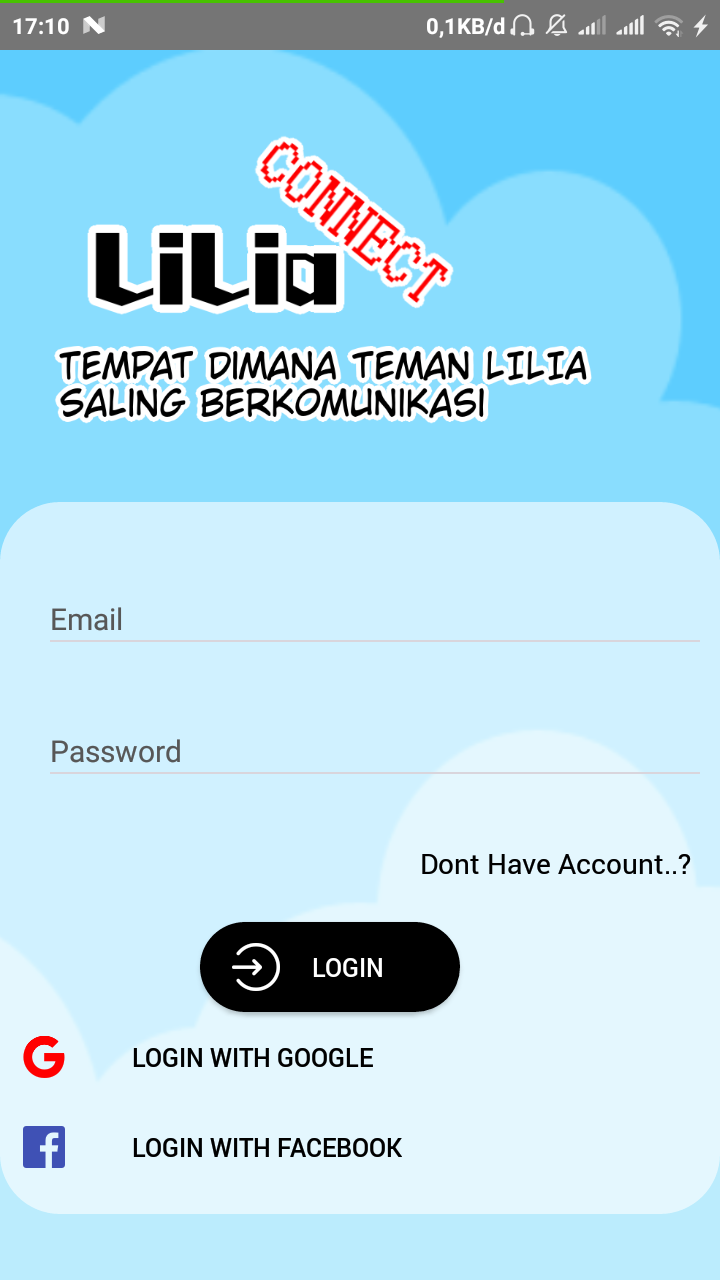 17:10
0,1KB/d
CONNECT
LiLia
TEMPAT DIMANA TEMAN LILIA
SALING BERKOMUNIKASI
Email
Password
Dont Have Account..?
LOGIN
LOGIN WITH GOOGLE
LOGIN WITH FACEBOOK